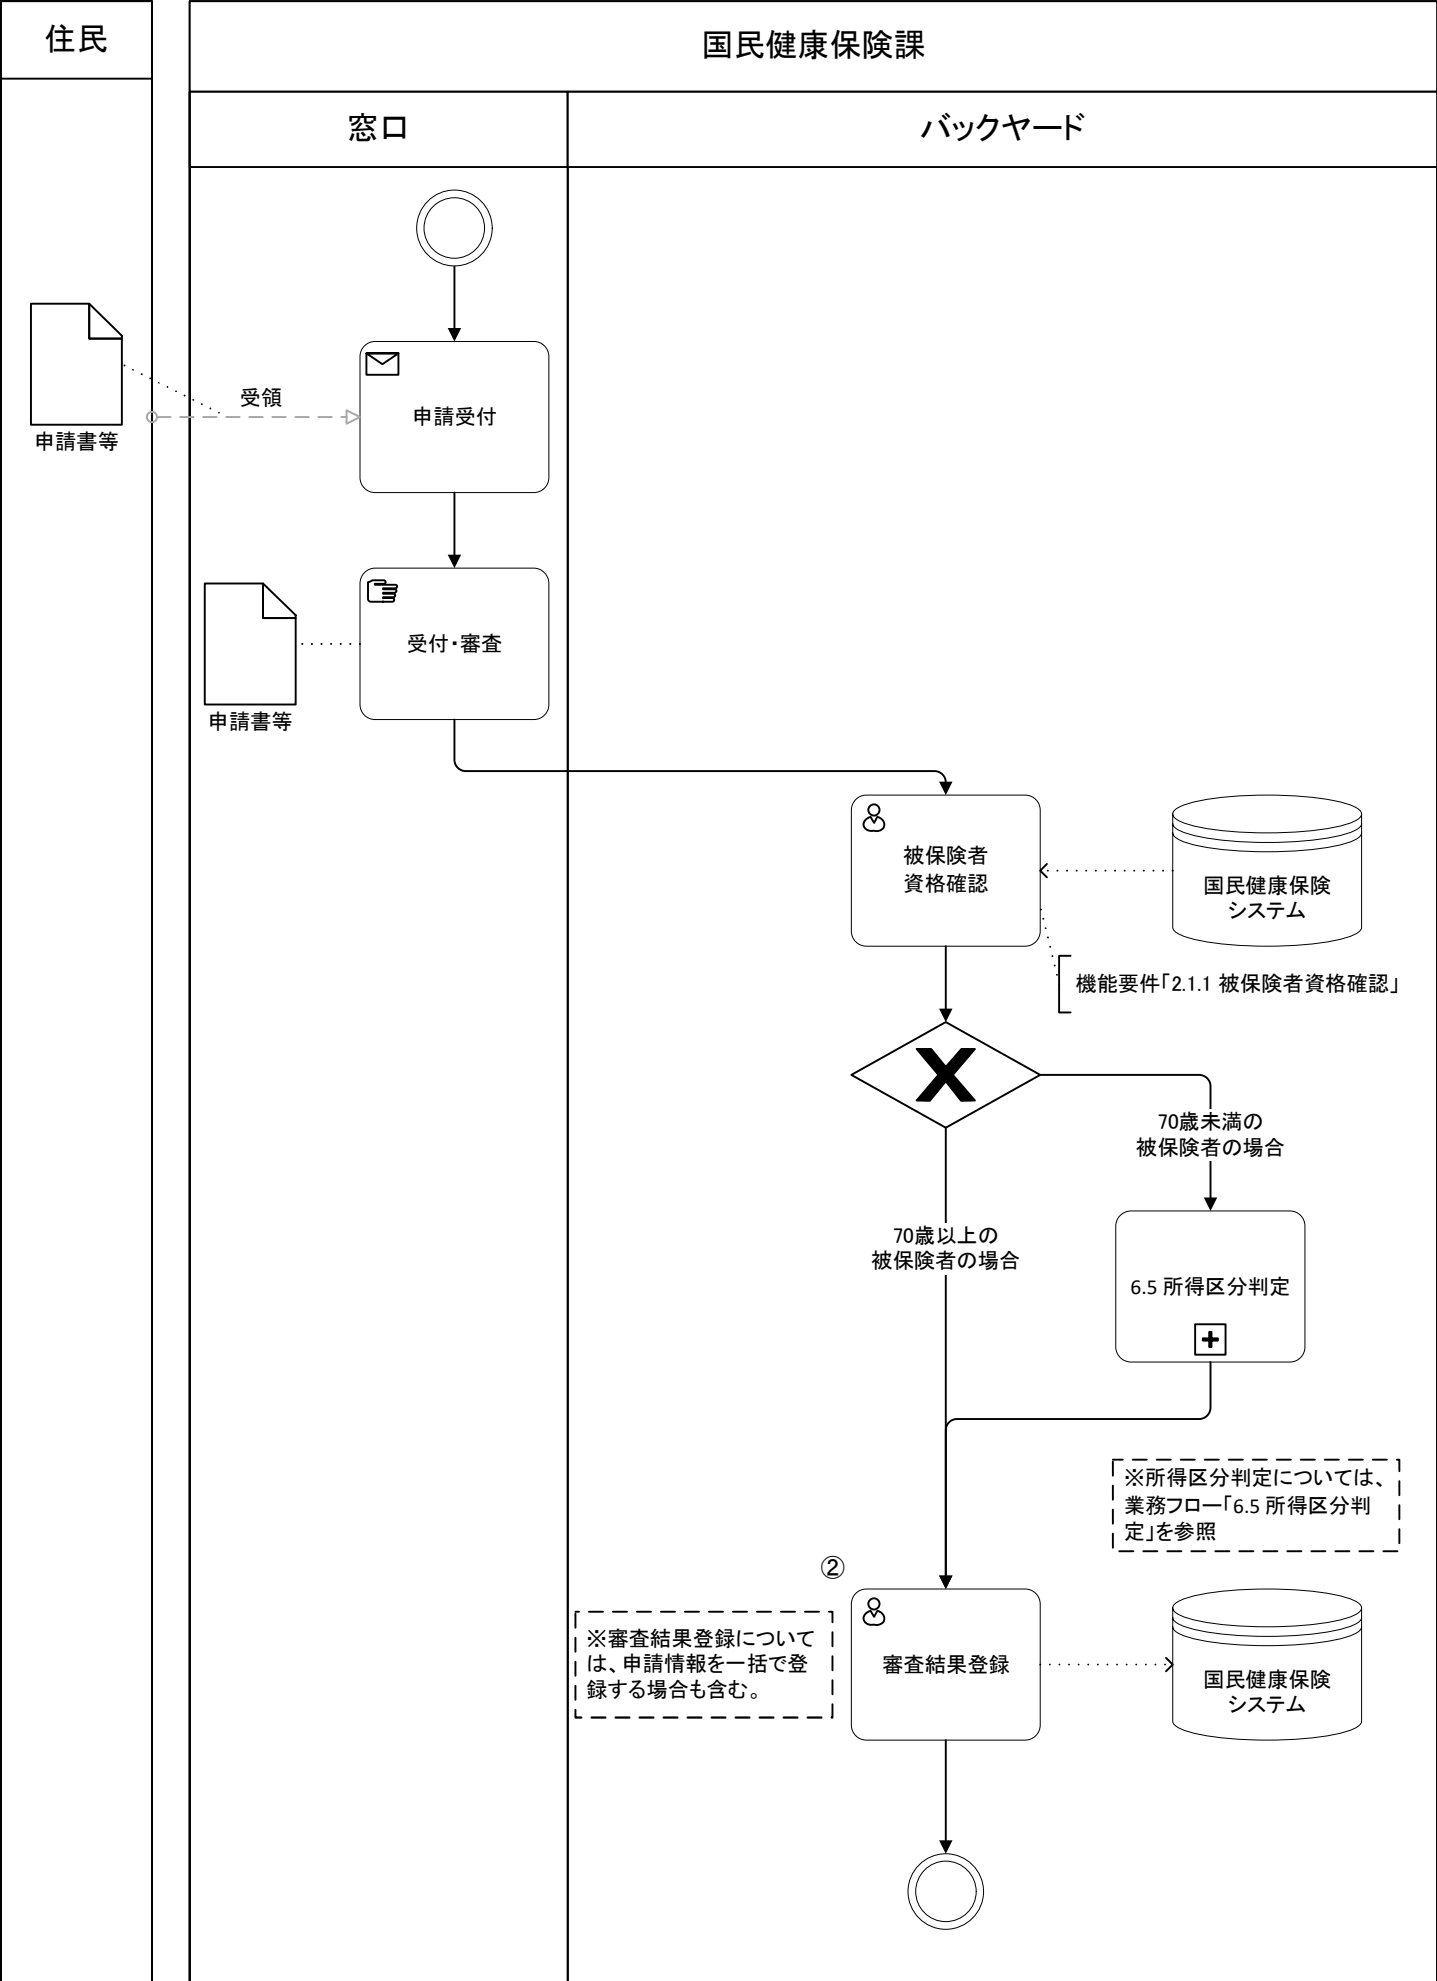 住民
国民健康保険課
窓口
バックヤード
受領
申請書等
申請受付
受付・審査
申請書等
被保険者
資格確認
国民健康保険
システム
機能要件「2.1.1 被保険者資格確認」
70歳未満の
被保険者の場合
70歳以上の
被保険者の場合
6.5 所得区分判定
※所得区分判定については、
業務フロー「6.5 所得区分判
定」を参照
②
※審査結果登録について
は、申請情報を一括で登
録する場合も含む。
審査結果登録
国民健康保険
システム